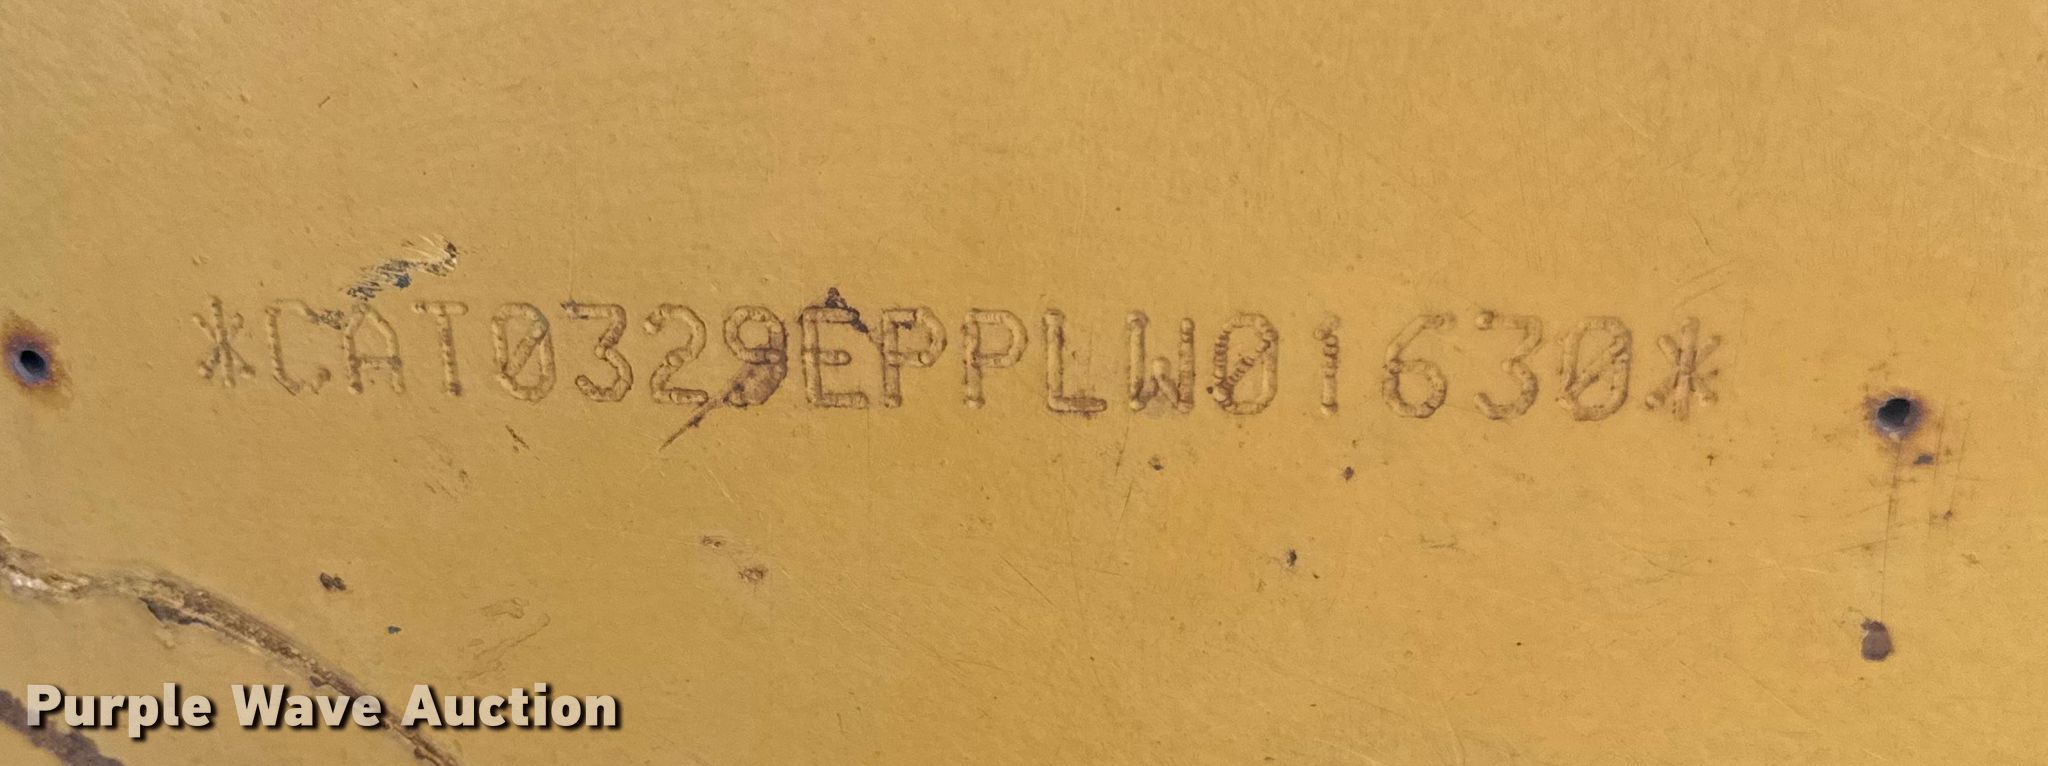 *CAT0329EPPLW01630*
Purple Wave Auction